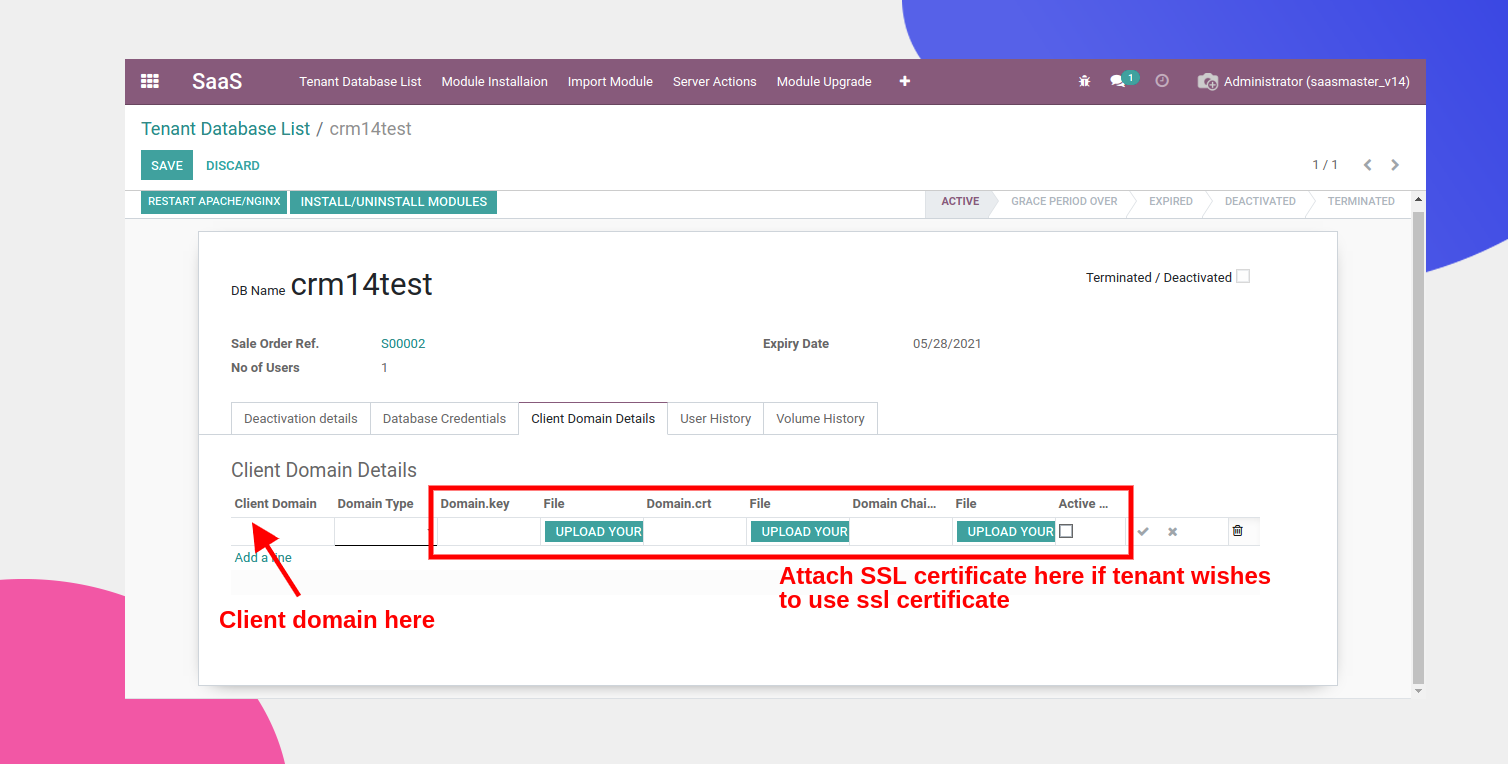 SaaS Tenant Database List Module Installaion Import Module Server Actions Module Upgrade + 1 Administrator (saasmaster_v14)
Tenant Database List / crm14test
SAVE DISCARD 1 / 1
RESTART APACHE/NGINX INSTALL/UNINSTALL MODULES ACTIVE GRACE PERIOD OVER EXPIRED DEACTIVATED TERMINATED
DB Name crm14test Terminated / Deactivated
Sale Order Ref. S00002 Expiry Date 05/28/2021
No of Users 1
Deactivation details Database Credentials Client Domain Details User History Volume History
Client Domain Details
Client Domain Domain Type Domain.key File Domain.crt File Domain Chai... File Active ...
UPLOAD YOUR UPLOAD YOUR UPLOAD YOUR
Add a line
Attach SSL certificate here if tenant wishes
to use ssl certificate
Client domain here